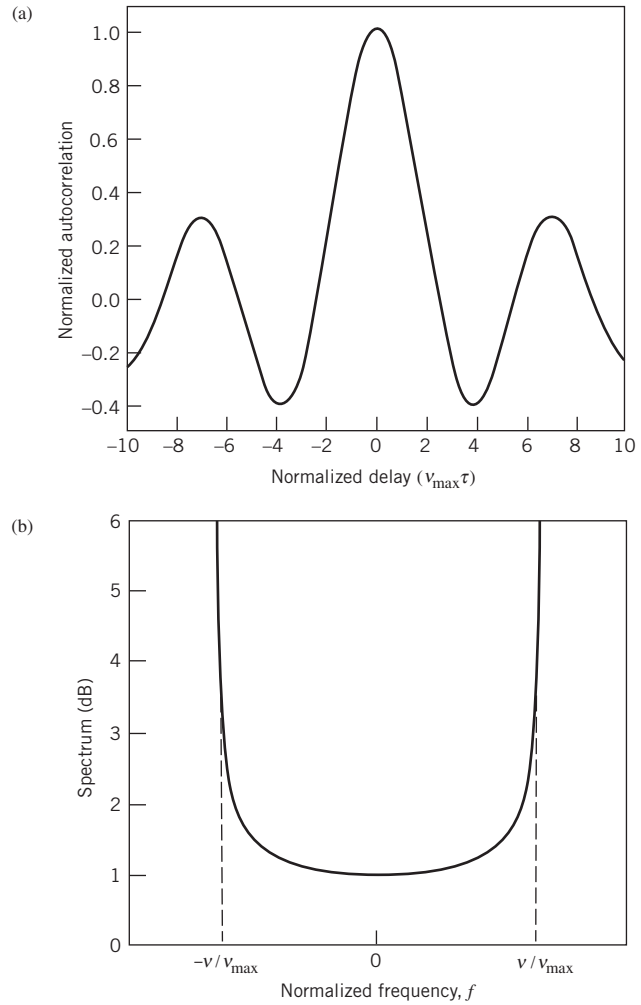 (a)
1.0
0.8
0.6
0.4
0.2
0.0
–0.2
–0.4
Normalized autocorrelation
–10 –8 –6 –4 –2 0 2 4 6 8 10
Normalized delay (νmaxτ)
(b)
6
5
4
3
2
1
0
Spectrum (dB)
–ν/νmax 0 ν/νmax
Normalized frequency, f